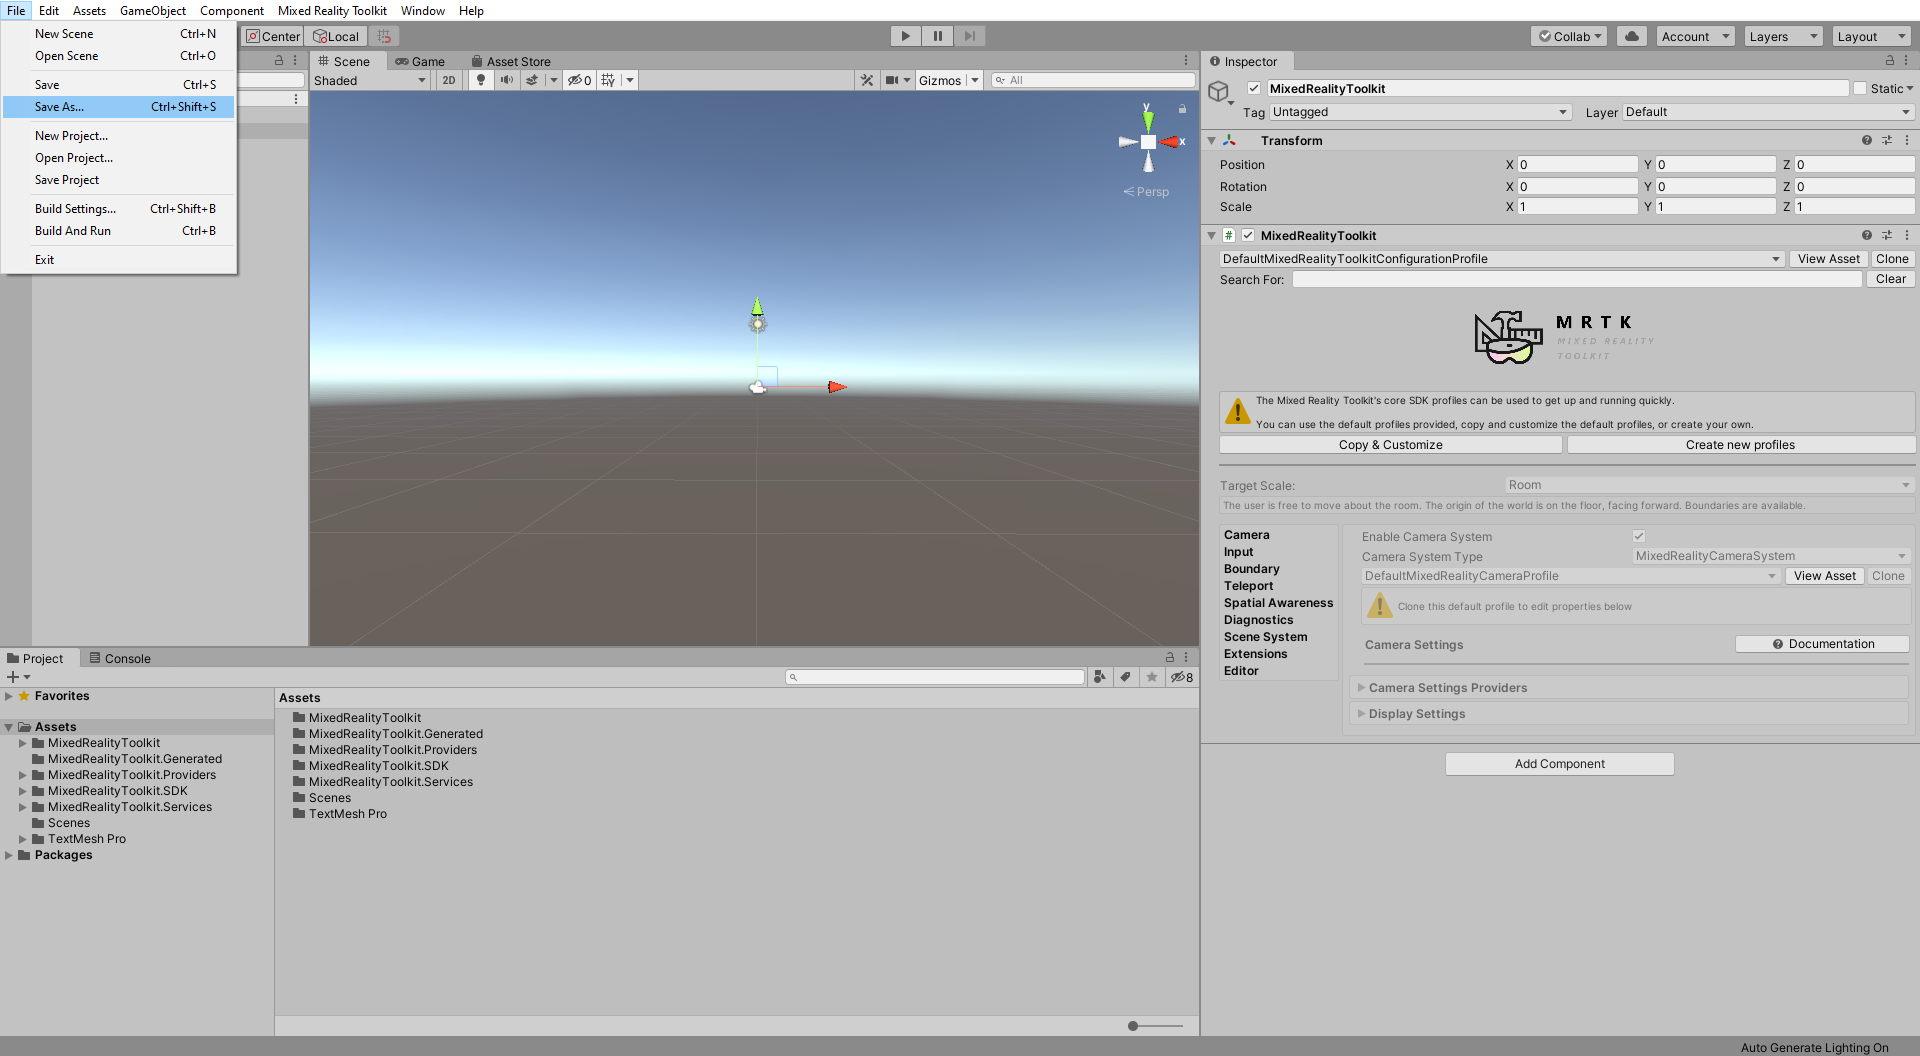 File Edit Assets GameObject Component Mixed Reality Toolkit Window Help
New Scene Ctrl+N
Open Scene Ctrl+O
Save Ctrl+S
Save As... Ctrl+Shift+S
New Project...
Open Project...
Save Project
Build Settings... Ctrl+Shift+B
Build And Run Ctrl+B
Exit
Center Local
Collab Account Layers Layout
Scene Game Asset Store
Shaded 2D 0 Gizmos All
y
x
Persp
Inspector
MixedRealityToolkit Static
Tag Untagged Layer Default
Transform
Position X 0 Y 0 Z 0
Rotation X 0 Y 0 Z 0
Scale X 1 Y 1 Z 1
# MixedRealityToolkit
DefaultMixedRealityToolkitConfigurationProfile View Asset Clone
Search For: Clear
MRTK
MIXED REALITY
TOOLKIT
The Mixed Reality Toolkit's core SDK profiles can be used to get up and running quickly.
You can use the default profiles provided, copy and customize the default profiles, or create your own.
Copy & Customize Create new profiles
Target Scale: Room
The user is free to move about the room. The origin of the world is on the floor, facing forward. Boundaries are available.
Camera
Input
Boundary
Teleport
Spatial Awareness
Diagnostics
Scene System
Extensions
Editor
Enable Camera System
Camera System Type MixedRealityCameraSystem
DefaultMixedRealityCameraProfile View Asset Clone
Clone this default profile to edit properties below
Camera Settings Documentation
Camera Settings Providers
Display Settings
Add Component
Project Console
8
Favorites
Assets
MixedRealityToolkit
MixedRealityToolkit.Generated
MixedRealityToolkit.Providers
MixedRealityToolkit.SDK
MixedRealityToolkit.Services
Scenes
TextMesh Pro
Packages
Assets
MixedRealityToolkit
MixedRealityToolkit.Generated
MixedRealityToolkit.Providers
MixedRealityToolkit.SDK
MixedRealityToolkit.Services
Scenes
TextMesh Pro
Auto Generate Lighting On